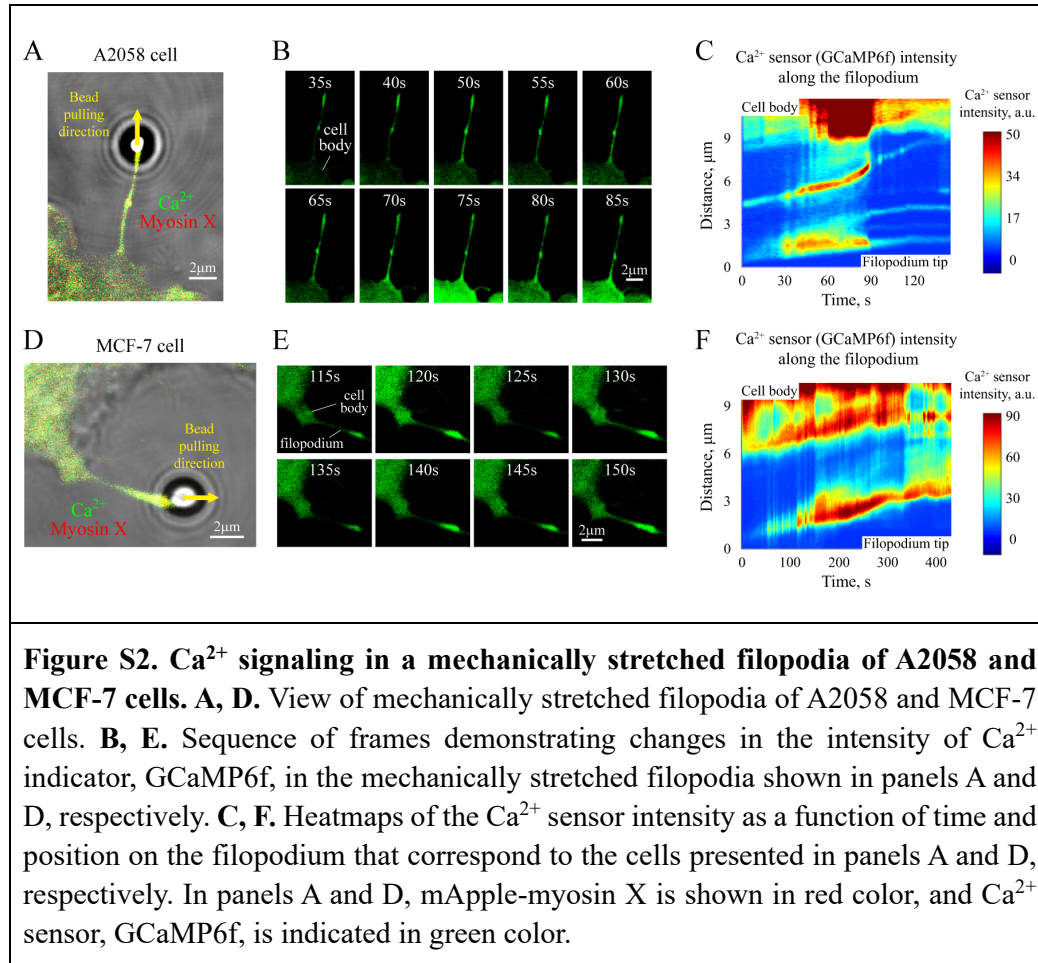 A
A2058 cell
Bead
pulling
direction
Ca²⁺
Myosin X
2μm
B
35s
40s
50s
55s
60s
cell
body
65s
70s
75s
80s
85s
2μm
C
Ca²⁺ sensor (GCaMP6f) intensity
along the filopodium
Ca²⁺ sensor
intensity, a.u.
Cell body
Distance, μm
9
6
3
0
Filopodium tip
0
30
60
90
120
Time, s
50
34
17
0
D
MCF-7 cell
Bead
pulling
direction
Ca²⁺
Myosin X
2μm
E
115s
120s
125s
130s
cell
body
filopodium
135s
140s
145s
150s
2μm
F
Ca²⁺ sensor (GCaMP6f) intensity
along the filopodium
Ca²⁺ sensor
intensity, a.u.
Cell body
Distance, μm
9
6
3
0
Filopodium tip
0
100
200
300
400
Time, s
90
60
30
0
Figure S2. Ca²⁺ signaling in a mechanically stretched filopodia of A2058 and
MCF-7 cells. A, D. View of mechanically stretched filopodia of A2058 and MCF-7
cells. B, E. Sequence of frames demonstrating changes in the intensity of Ca²⁺
indicator, GCaMP6f, in the mechanically stretched filopodia shown in panels A and
D, respectively. C, F. Heatmaps of the Ca²⁺ sensor intensity as a function of time and
position on the filopodium that correspond to the cells presented in panels A and D,
respectively. In panels A and D, mApple-myosin X is shown in red color, and Ca²⁺
sensor, GCaMP6f, is indicated in green color.